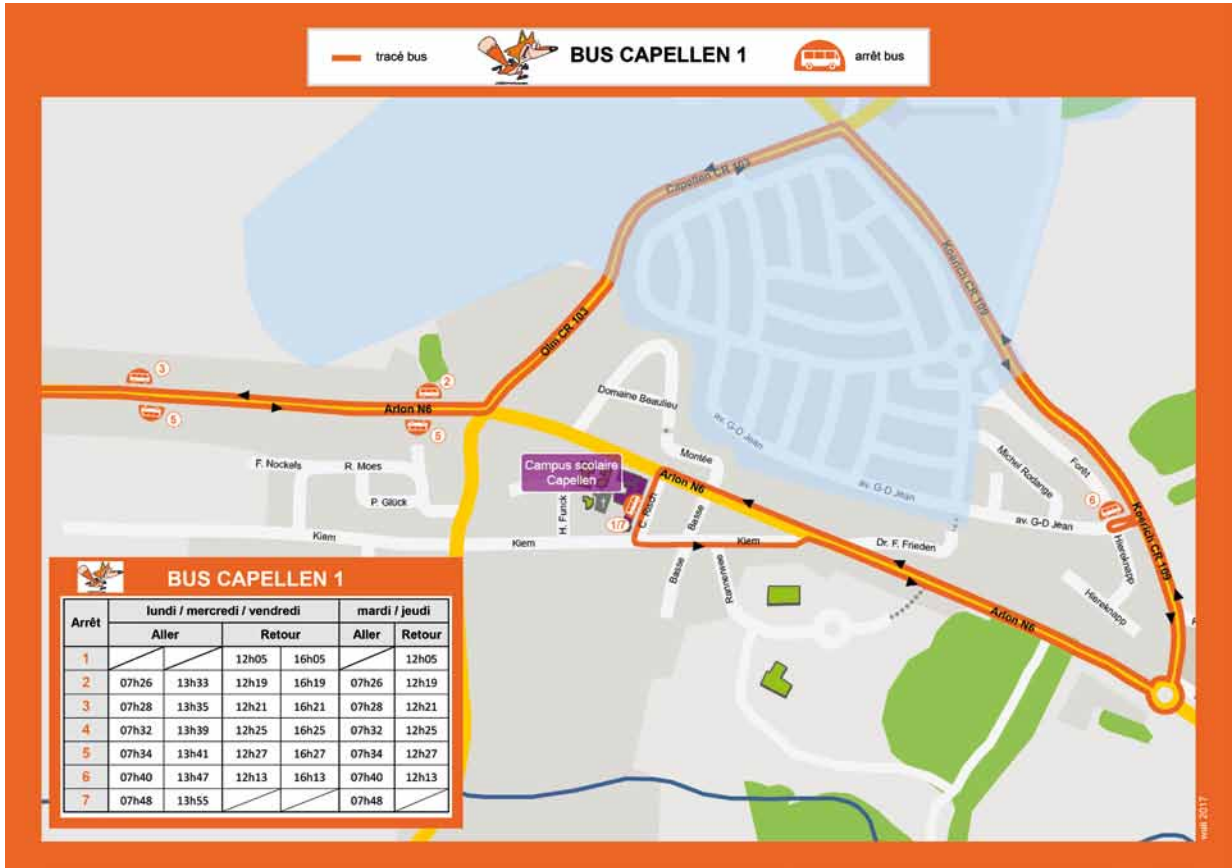 tracé bus
BUS CAPELLEN 1
arrêt bus
Capellen CR 103
Koerich CR 109
Olm CR 103
3
2
5
Arlon N6
5
Domaine Beaulieu
av. G-D Jean
Montée
Campus scolaire
Capellen
Arlon N6
F. Nockels
R. Moes
P. Glück
H. Funck
1/7
C. Risch
Basse
av. G-D Jean
Michel Rodange
Forêt
6
av. G-D Jean
Koerich CR 109
Hiereknapp
Hiereknapp
Kiem
Kiem
Kiem
Dr. F. Frieden
Basse
Arlon N6
BUS CAPELLEN 1
Arrêt lundi / mercredi / vendredi mardi / jeudi
Aller Retour Aller Retour
1 12h05 16h05 12h05
2 07h26 13h33 12h19 16h19 07h26 12h19
3 07h28 13h35 12h21 16h21 07h28 12h21
4 07h32 13h39 12h25 16h25 07h32 12h25
5 07h34 13h41 12h27 16h27 07h34 12h27
6 07h40 13h47 12h13 16h13 07h40 12h13
7 07h48 13h55 07h48